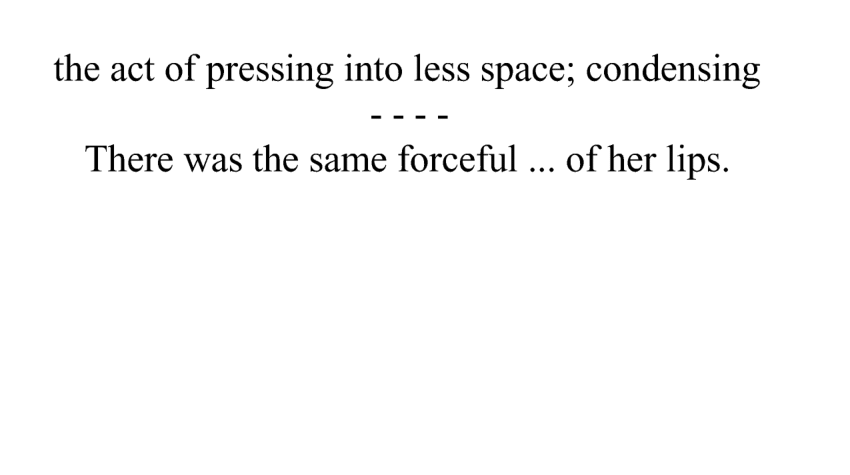 the act of pressing into less space; condensing
- - - -
There was the same forceful ... of her lips.